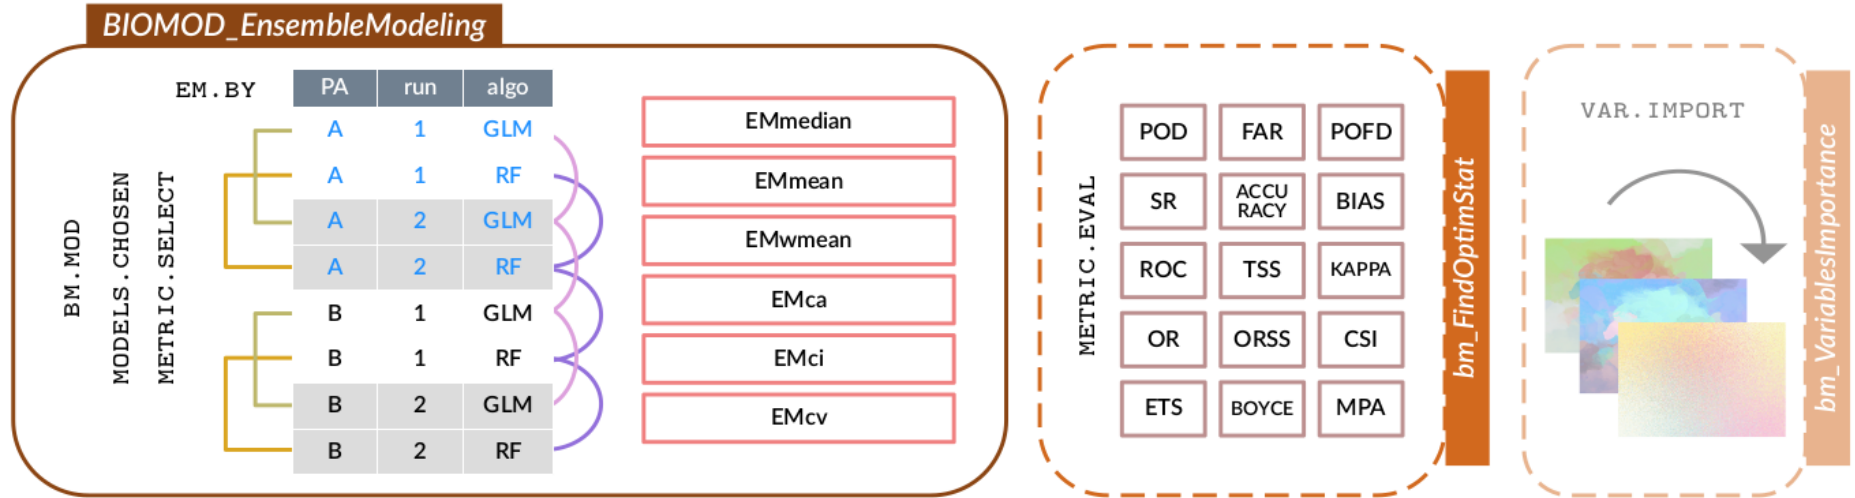 BIOMOD_EnsembleModeling
EM.BY
PA run algo
A 1 GLM
A 1 RF
A 2 GLM
A 2 RF
B 1 GLM
B 1 RF
B 2 GLM
B 2 RF
BM.MOD
MODELS.CHOSEN
METRIC.SELECT
EMmedian
EMmean
EMwmean
EMca
EMci
EMcv
METRIC.EVAL
POD FAR POFD
SR ACCU
RACY BIAS
ROC TSS KAPPA
OR ORSS CSI
ETS BOYCE MPA
bm_FindOptimStat
VAR.IMPORT
bm_VariablesImportance